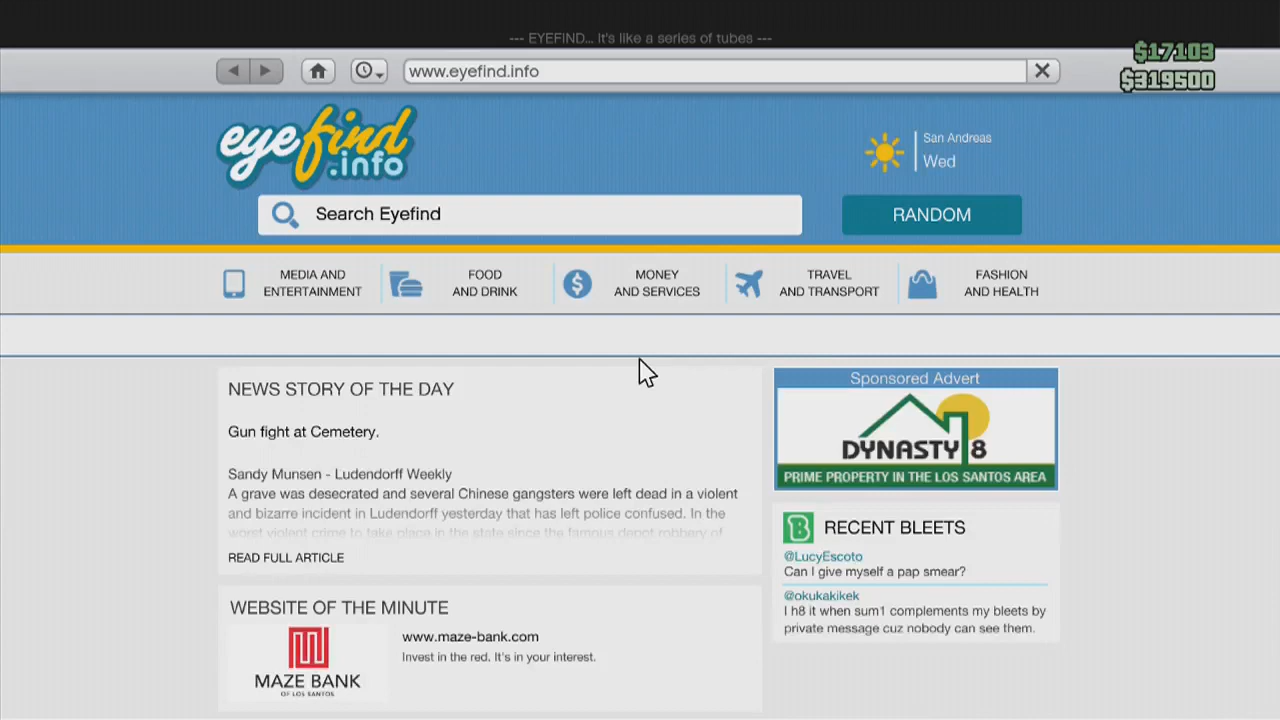 --- EYEFIND... It's like a series of tubes ---
www.eyefind.info
$17103
$319500
eyefind
.info
San Andreas
Wed
Search Eyefind
RANDOM
MEDIA AND
ENTERTAINMENT
FOOD
AND DRINK
MONEY
AND SERVICES
TRAVEL
AND TRANSPORT
FASHION
AND HEALTH
NEWS STORY OF THE DAY
Gun fight at Cemetery.
Sandy Munsen - Ludendorff Weekly
A grave was desecrated and several Chinese gangsters were left dead in a violent
and bizarre incident in Ludendorff yesterday that has left police confused. In the
worst violent crime to take place in the state since the famous depot robbery of
READ FULL ARTICLE
WEBSITE OF THE MINUTE
MAZE BANK
OF LOS SANTOS
www.maze-bank.com
Invest in the red. It's in your interest.
Sponsored Advert
DYNASTY 8
PRIME PROPERTY IN THE LOS SANTOS AREA
RECENT BLEETS
@LucyEscoto
Can I give myself a pap smear?
@okukakikek
I h8 it when sum1 complements my bleets by
private message cuz nobody can see them.